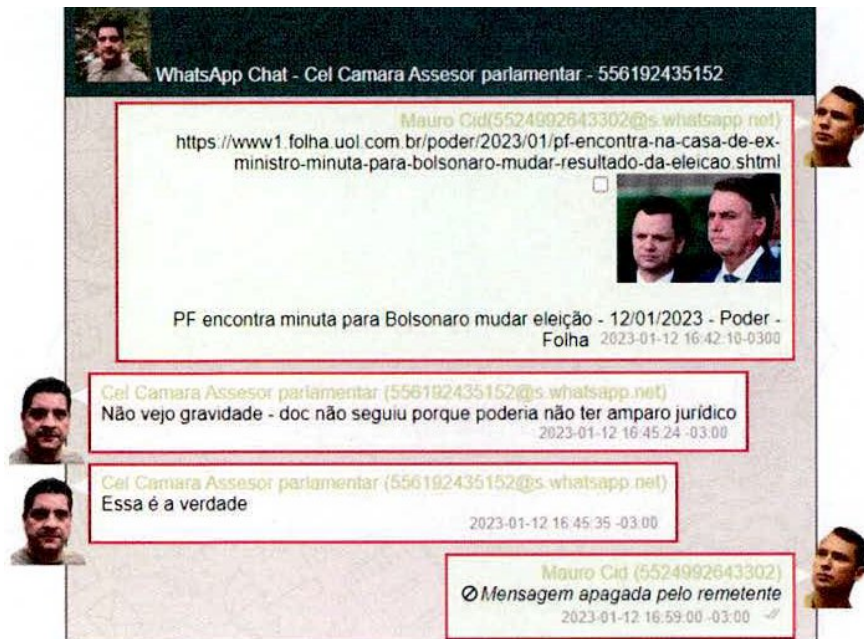 WhatsApp Chat - Cel Camara Assesor parlamentar - 556192435152
Mauro Cid(5524992643302@s.whatsapp.net)
https://www1.folha.uol.com.br/poder/2023/01/pf-encontra-na-casa-de-ex-
ministro-minuta-para-bolsonaro-mudar-resultado-da-eleicao.shtml
PF encontra minuta para Bolsonaro mudar eleição - 12/01/2023 - Poder -
Folha 2023-01-12 16:42:10-0300
Cel Camara Assesor parlamentar (556192435152@s.whatsapp.net)
Não vejo gravidade - doc não seguiu porque poderia não ter amparo jurídico
2023-01-12 16:45:24 -03:00
Cel Camara Assesor parlamentar (556192435152@s.whatsapp.net)
Essa é a verdade
2023-01-12 16:45:35 -03:00
Mauro Cid (5524992643302)
Mensagem apagada pelo remetente
2023-01-12 16:59:00 -03:00